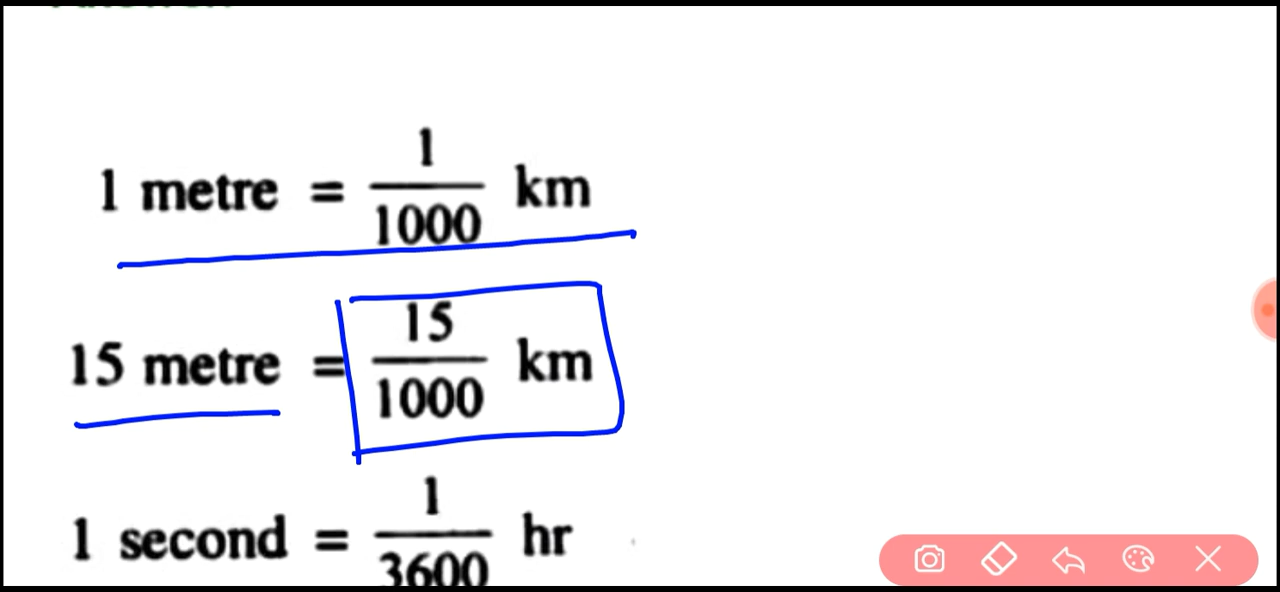 1 metre = 1/1000 km
15 metre = 15/1000 km
1 second = 1/3600 hr